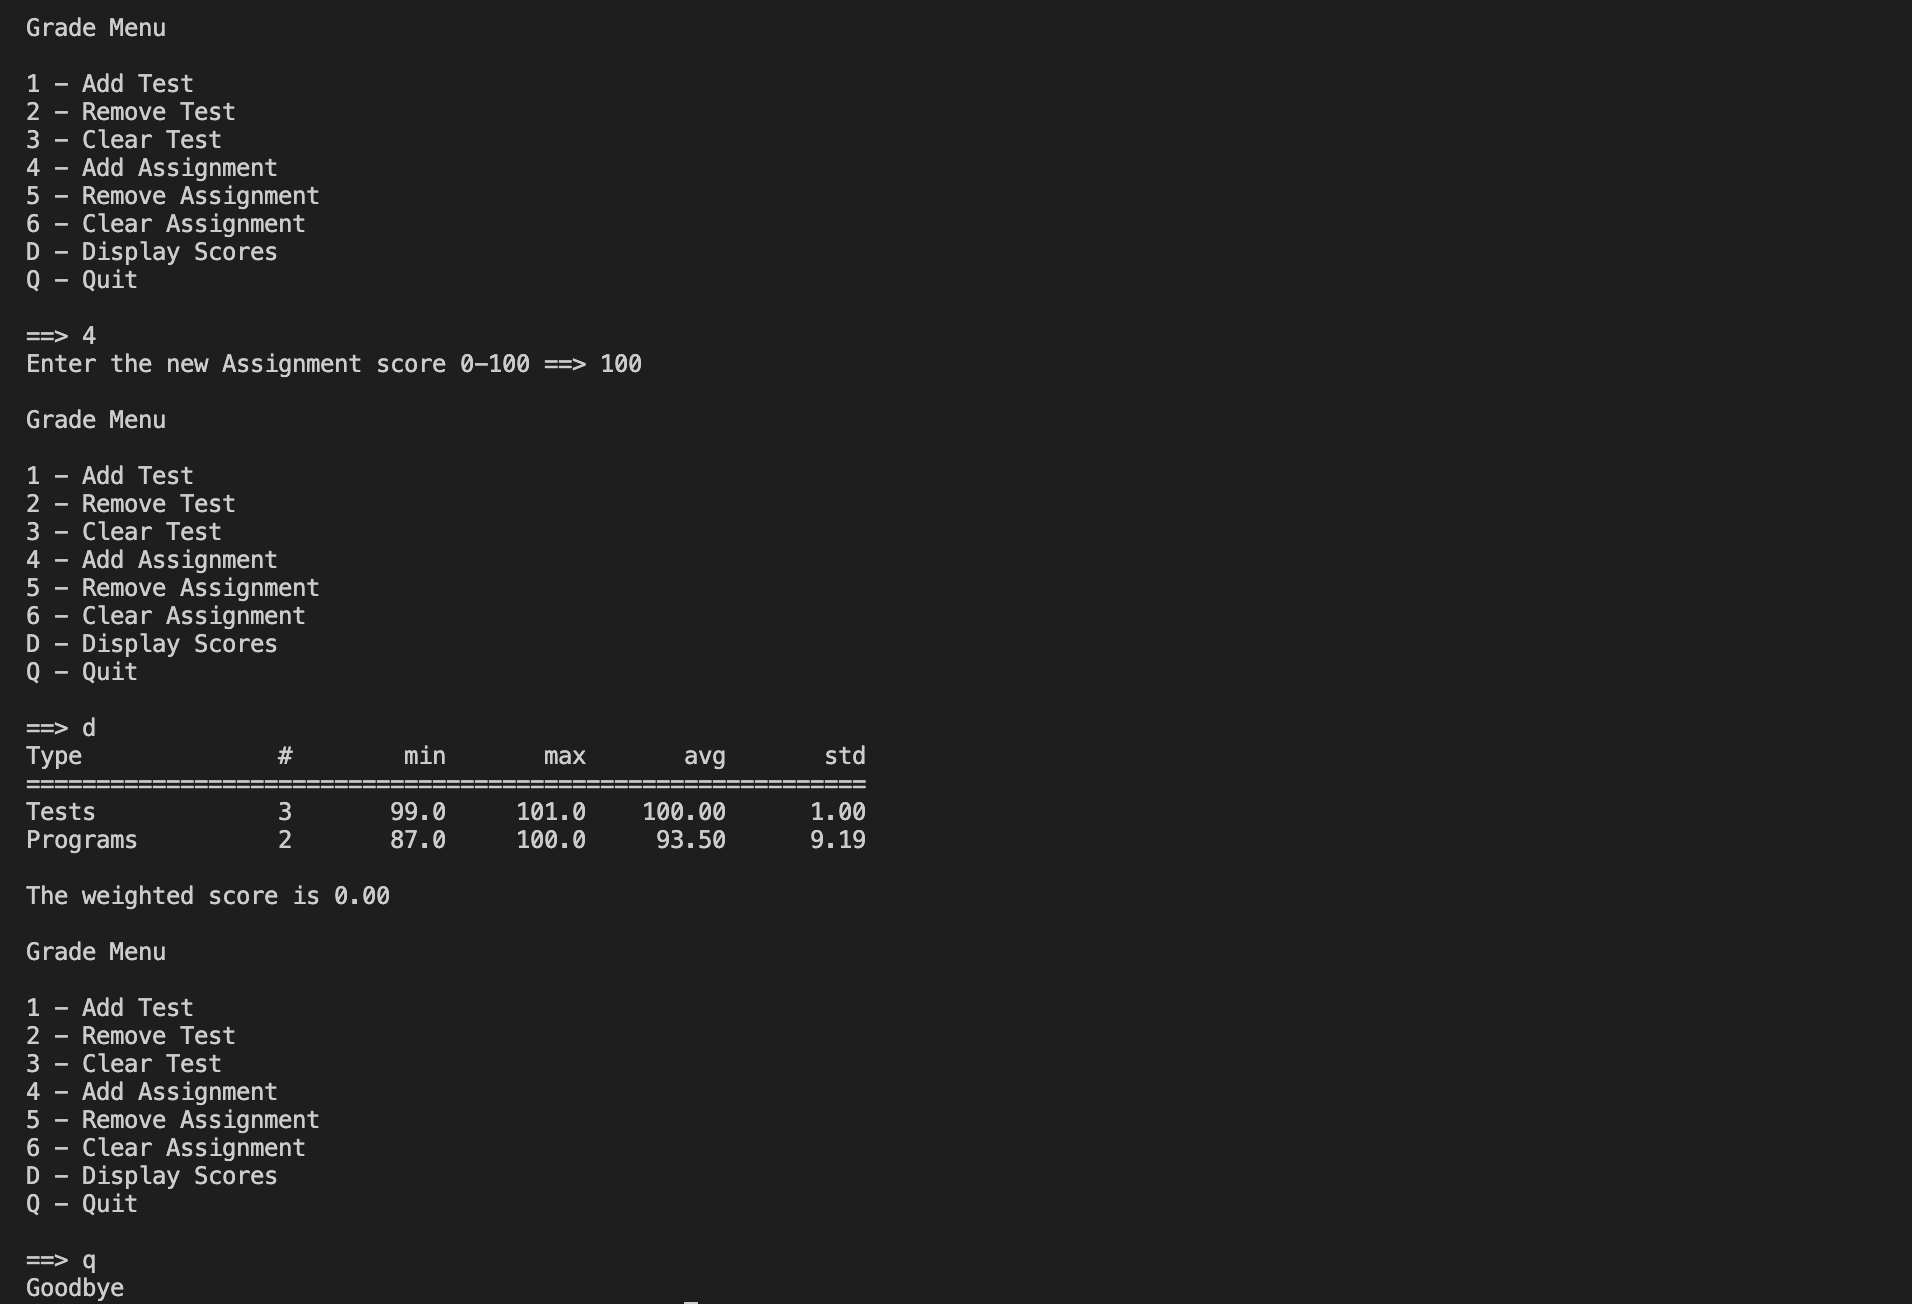 Grade Menu
1 - Add Test
2 - Remove Test
3 - Clear Test
4 - Add Assignment
5 - Remove Assignment
6 - Clear Assignment
D - Display Scores
Q - Quit
==> 4
Enter the new Assignment score 0-100 ==> 100
Grade Menu
1 - Add Test
2 - Remove Test
3 - Clear Test
4 - Add Assignment
5 - Remove Assignment
6 - Clear Assignment
D - Display Scores
Q - Quit
==> d
Type              #        min       max       avg       std
============================================================
Tests             3       99.0     101.0    100.00      1.00
Programs          2       87.0     100.0     93.50      9.19
The weighted score is 0.00
Grade Menu
1 - Add Test
2 - Remove Test
3 - Clear Test
4 - Add Assignment
5 - Remove Assignment
6 - Clear Assignment
D - Display Scores
Q - Quit
==> q
Goodbye